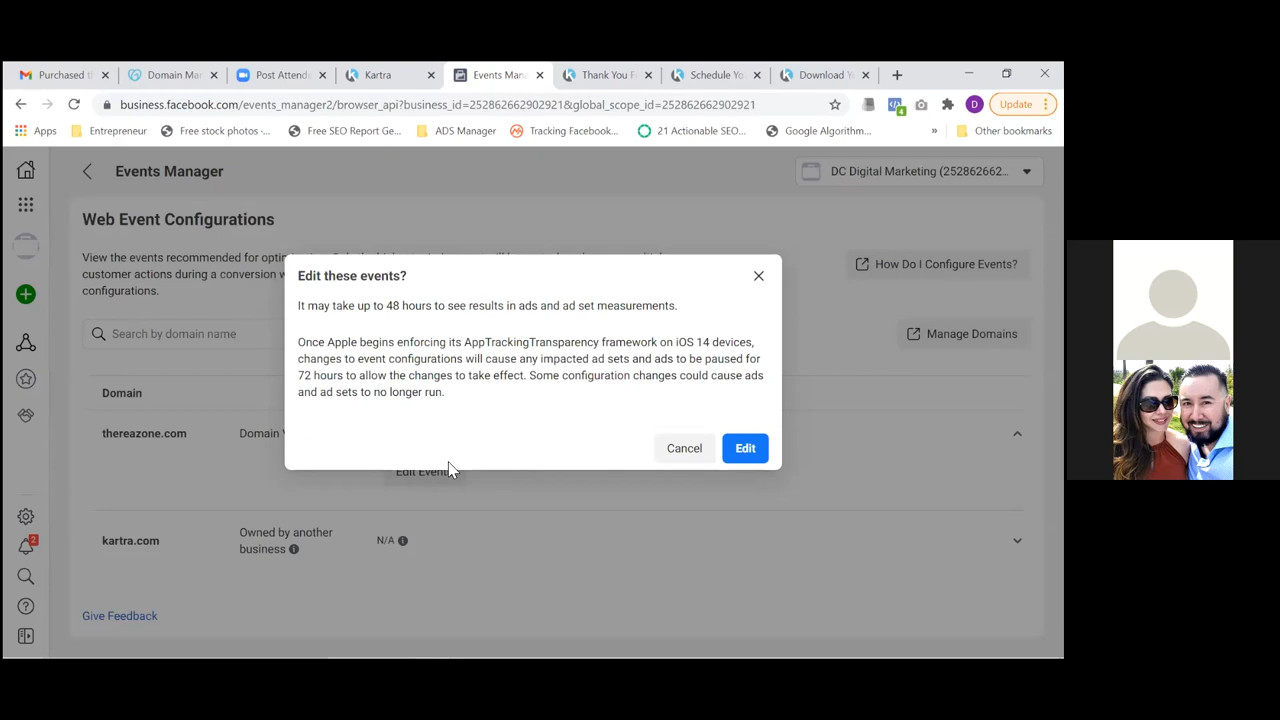 Purchased t
Domain Mar
Post Attende
Kartra
Events Mana
Thank You F
Schedule Yo
Download Y
business.facebook.com/events_manager2/browser_api?business_id=252862662902921&global_scope_id=252862662902921
D
Update
4
Apps
Entrepreneur
Free stock photos -...
Free SEO Report Ge...
ADS Manager
Tracking Facebook...
21 Actionable SEO...
Google Algorithm...
»
Other bookmarks
Events Manager
DC Digital Marketing (252862662...
Web Event Configurations
View the events recommended for
customer actions during a conversion w
configurations.
How Do I Configure Events?
Search by domain name
Manage Domains
Edit these events?
It may take up to 48 hours to see results in ads and ad set measurements.
Once Apple begins enforcing its AppTrackingTransparency framework on iOS 14 devices,
changes to event configurations will cause any impacted ad sets and ads to be paused for
72 hours to allow the changes to take effect. Some configuration changes could cause ads
and ad sets to no longer run.
Cancel
Edit
Domain
thereazone.com
Domain
Edit Event
kartra.com
Owned by another
business
N/A
2
Give Feedback